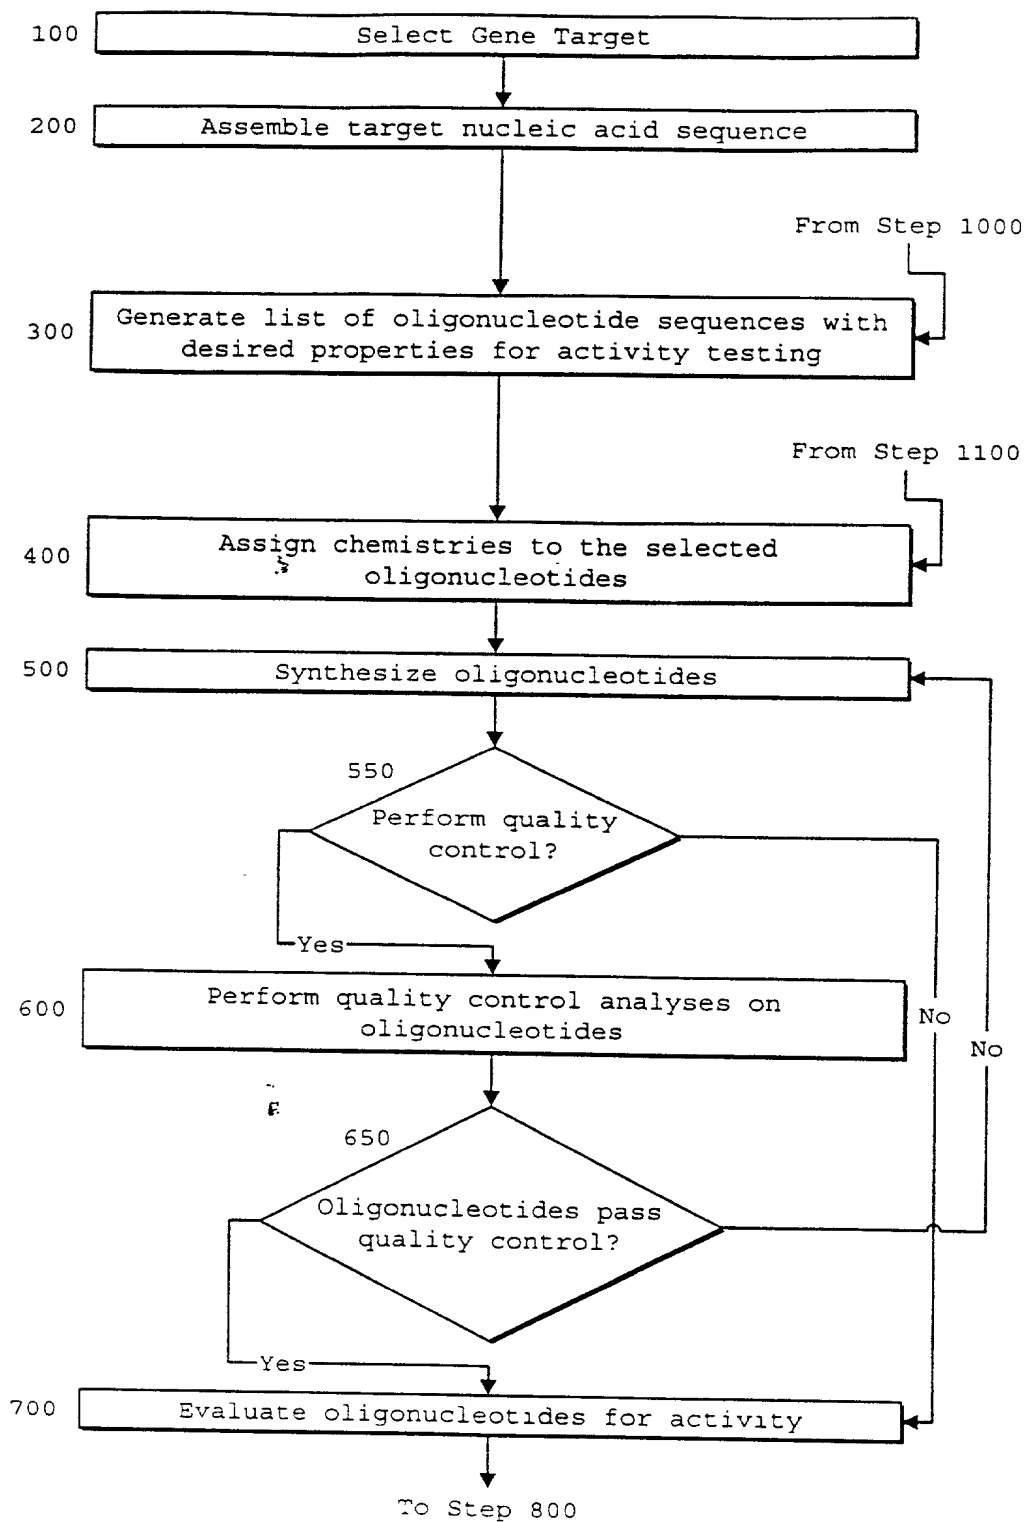 100 Select Gene Target
200 Assemble target nucleic acid sequence
From Step 1000
300 Generate list of oligonucleotide sequences with
desired properties for activity testing
From Step 1100
400 Assign chemistries to the selected
oligonucleotides
500 Synthesize oligonucleotides
550
Perform quality
control?
Yes
600 Perform quality control analyses on
oligonucleotides
No
No
650
Oligonucleotides pass
quality control?
Yes
700 Evaluate oligonucleotides for activity
To Step 800